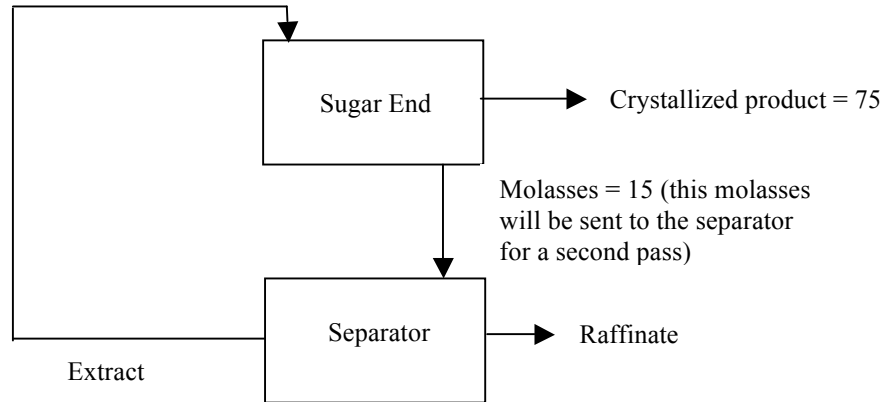 Sugar End
Crystallized product = 75
Molasses = 15 (this molasses
will be sent to the separator
for a second pass)
Separator
Raffinate
Extract